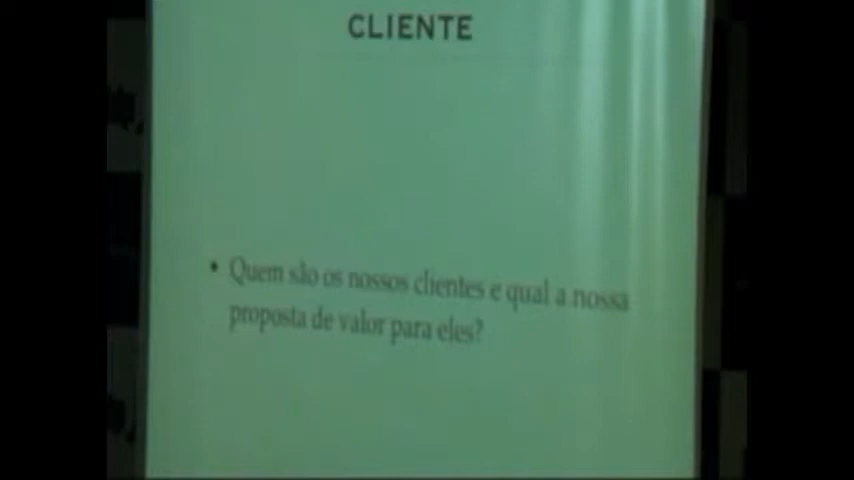 CLIENTE
• Quem são os nossos clientes e qual a nossa
proposta de valor para eles?